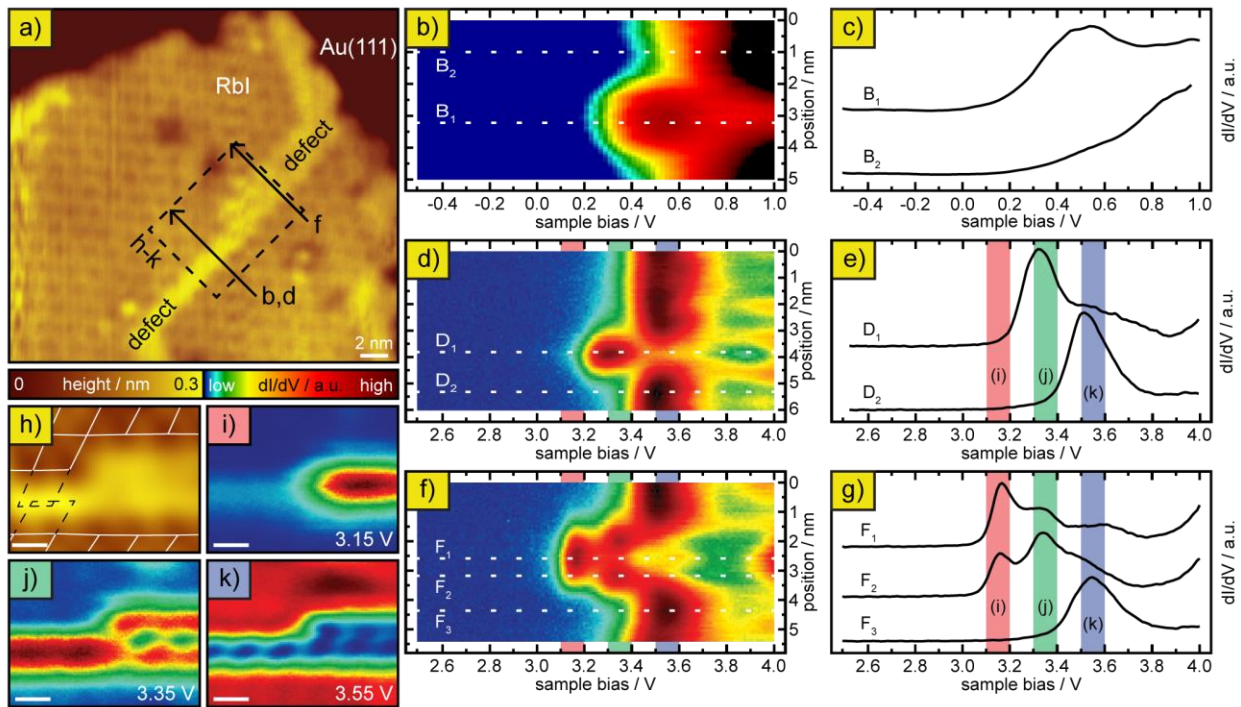 a)
Au(111)
RbI
defect
f
h-k
b,d
defect
2 nm
0 height / nm 0.3
low dI/dV / a.u. high
b)
B2
B1
0
1
2
3
4
5
position / nm
-0.4 -0.2 0.0 0.2 0.4 0.6 0.8 1.0
sample bias / V
c)
B1
B2
dI/dV / a.u.
-0.4 -0.2 0.0 0.2 0.4 0.6 0.8 1.0
sample bias / V
d)
D1
D2
0
1
2
3
4
5
6
position / nm
2.6 2.8 3.0 3.2 3.4 3.6 3.8 4.0
sample bias / V
e)
D1
D2
(i)
(j)
(k)
dI/dV / a.u.
2.6 2.8 3.0 3.2 3.4 3.6 3.8 4.0
sample bias / V
h)
i)
3.15 V
j)
3.35 V
k)
3.55 V
f)
F1
F2
F3
0
1
2
3
4
5
position / nm
2.6 2.8 3.0 3.2 3.4 3.6 3.8 4.0
sample bias / V
g)
F1
F2
F3
(i)
(j)
(k)
dI/dV / a.u.
2.6 2.8 3.0 3.2 3.4 3.6 3.8 4.0
sample bias / V